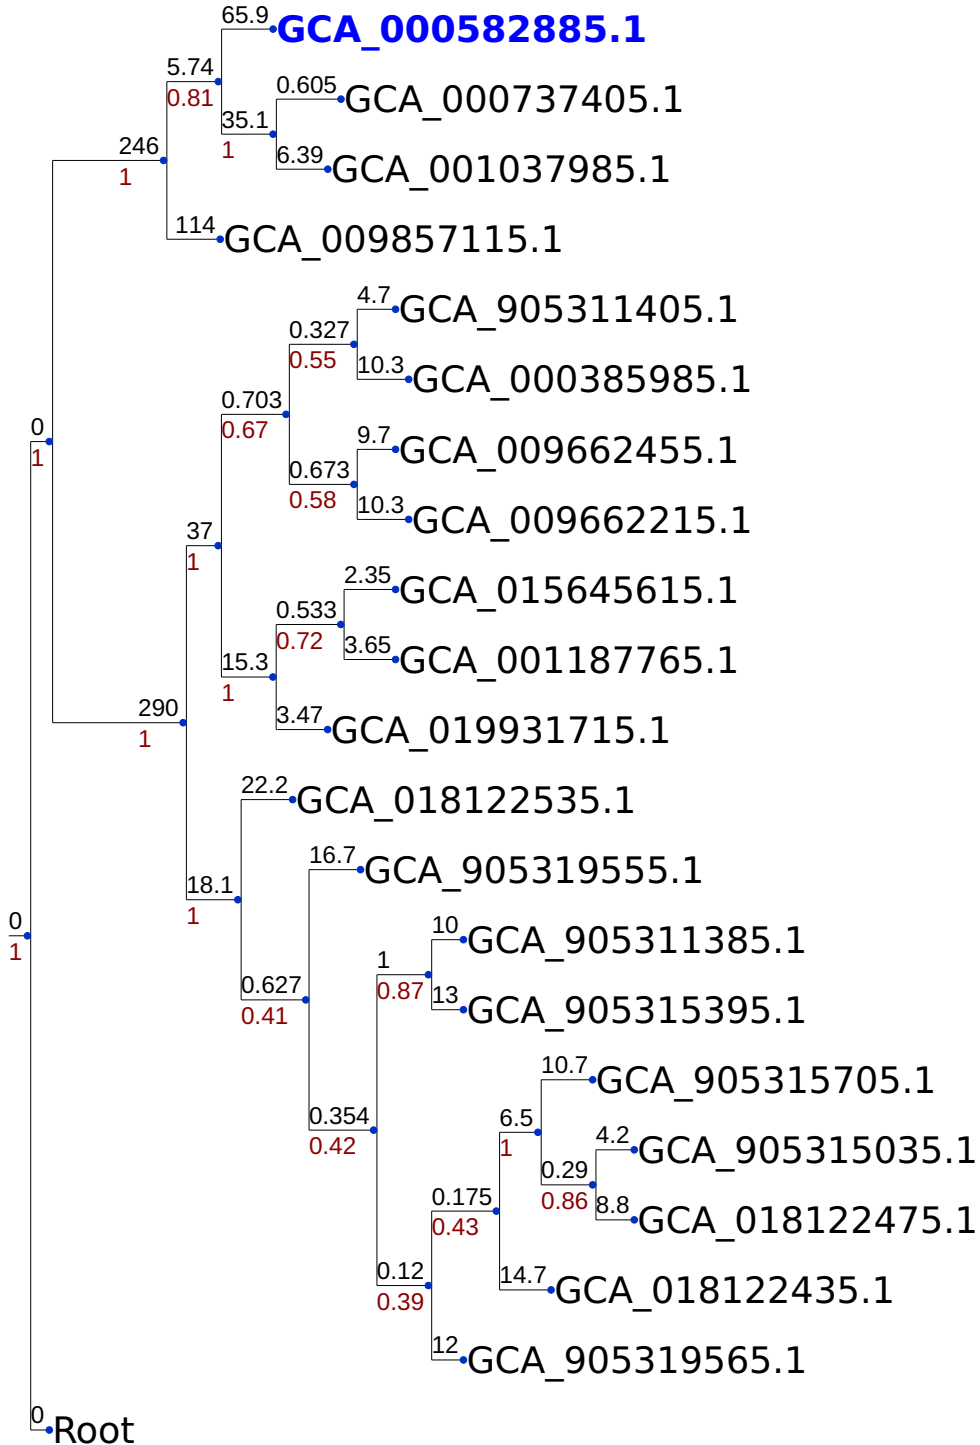 65.9
GCA_000582885.1
5.74
0.605
GCA_000737405.1
0.81
35.1
246
6.39
GCA_001037985.1
1
1
114
GCA_009857115.1
4.7
GCA_905311405.1
0.327
0.55
10.3
GCA_000385985.1
0.703
0.67
9.7
GCA_009662455.1
0
1
0.673
0.58
10.3
GCA_009662215.1
37
1
2.35
GCA_015645615.1
0.533
0.72
3.65
GCA_001187765.1
15.3
1
290
1
3.47
GCA_019931715.1
22.2
GCA_018122535.1
16.7
GCA_905319555.1
18.1
1
0
1
10
GCA_905311385.1
1
0.87
0.627
0.41
13
GCA_905315395.1
10.7
GCA_905315705.1
0.354
0.42
6.5
1
4.2
GCA_905315035.1
0.29
0.86
0.175
0.43
8.8
GCA_018122475.1
0.12
0.39
14.7
GCA_018122435.1
12
GCA_905319565.1
0
Root